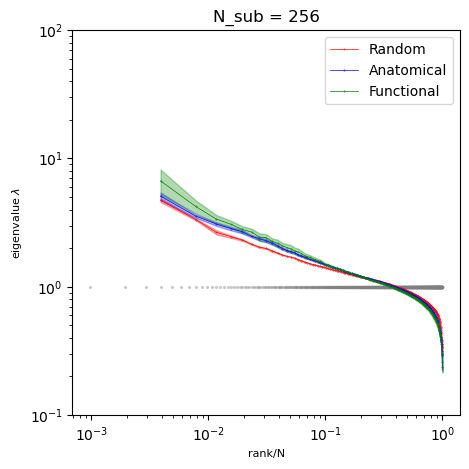 N_sub = 256
Random
Anatomical
Functional
eigenvalue λ
10²
10¹
10⁰
10⁻¹
10⁻³
10⁻²
10⁻¹
10⁰
rank/N